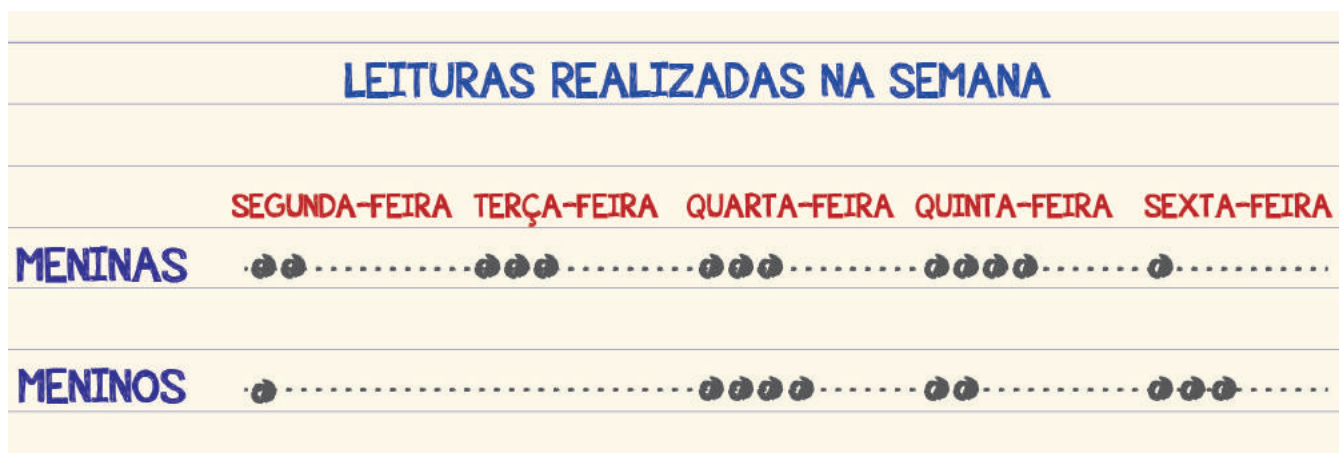 LEITURAS REALIZADAS NA SEMANA
SEGUNDA-FEIRA TERÇA-FEIRA QUARTA-FEIRA QUINTA-FEIRA SEXTA-FEIRA
MENINAS
MENINOS